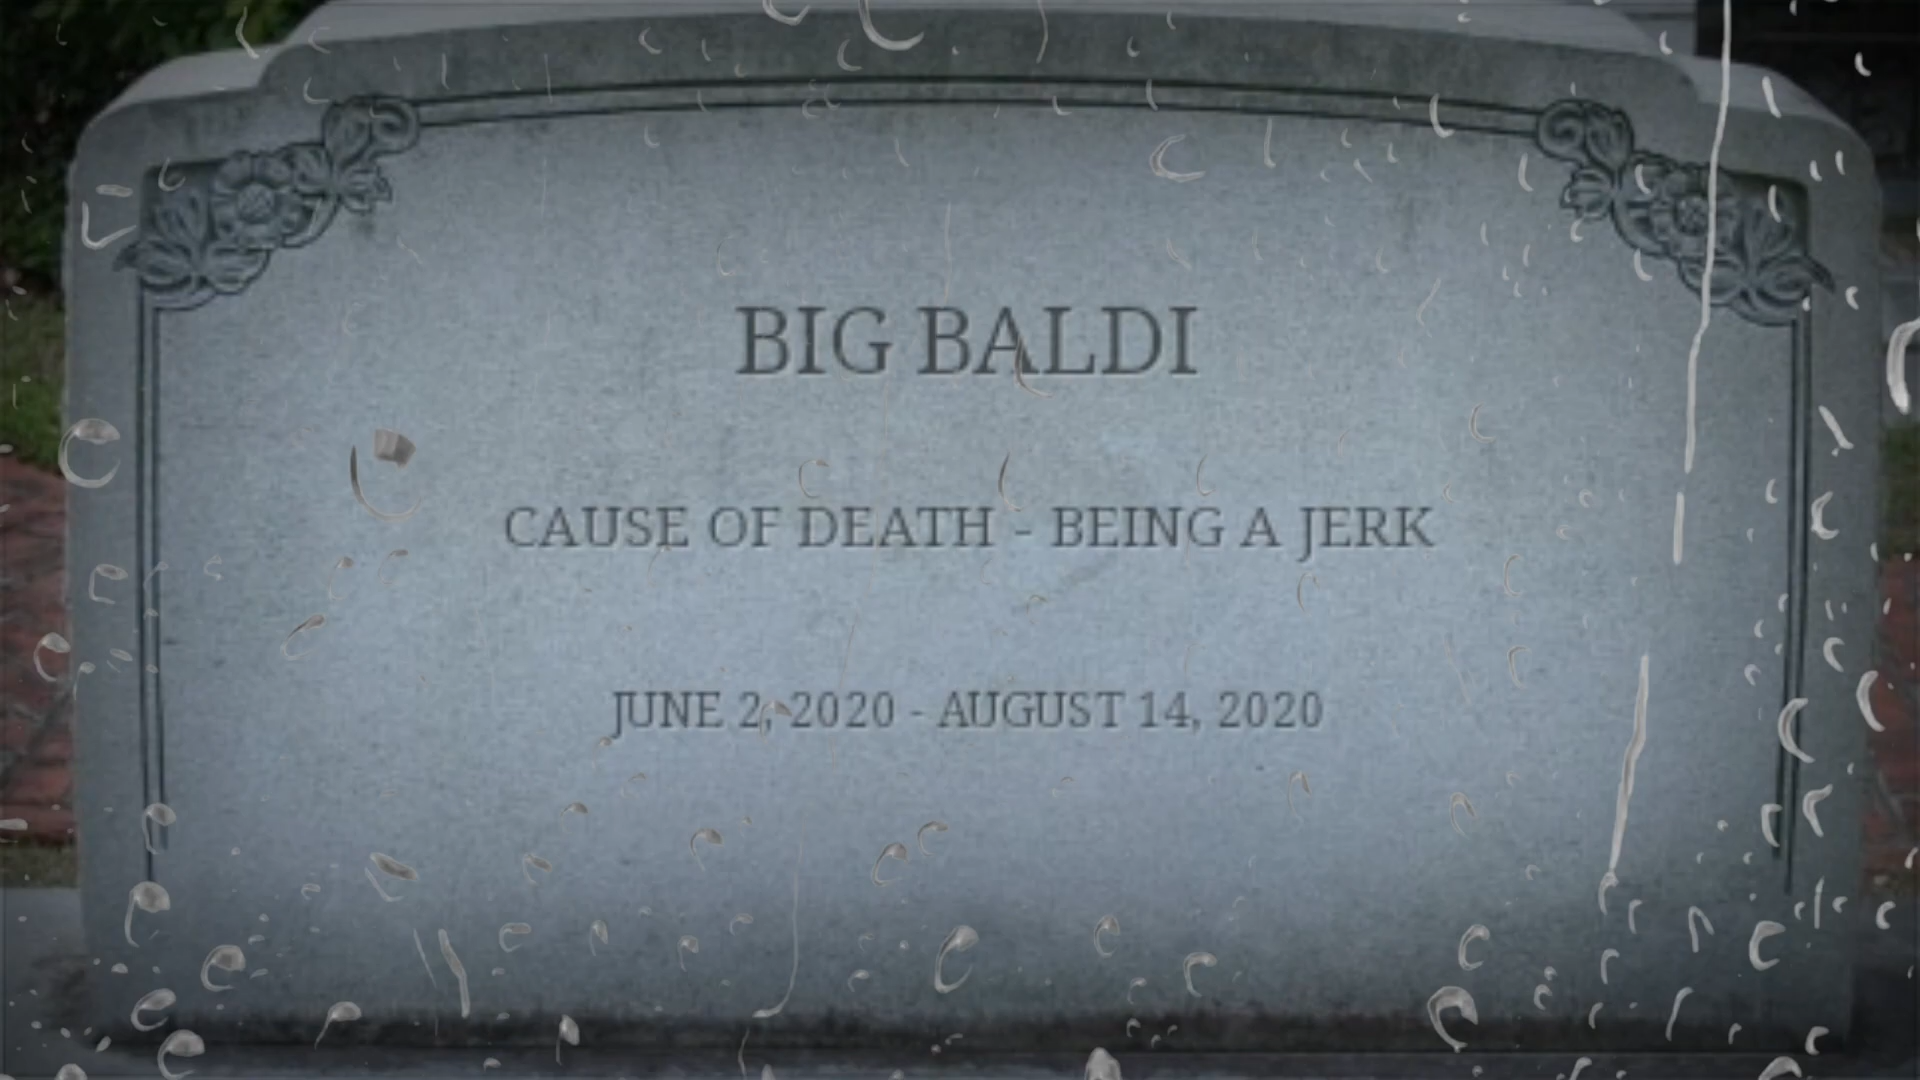 BIG BALDI
CAUSE OF DEATH - BEING A JERK
JUNE 2, 2020 - AUGUST 14, 2020